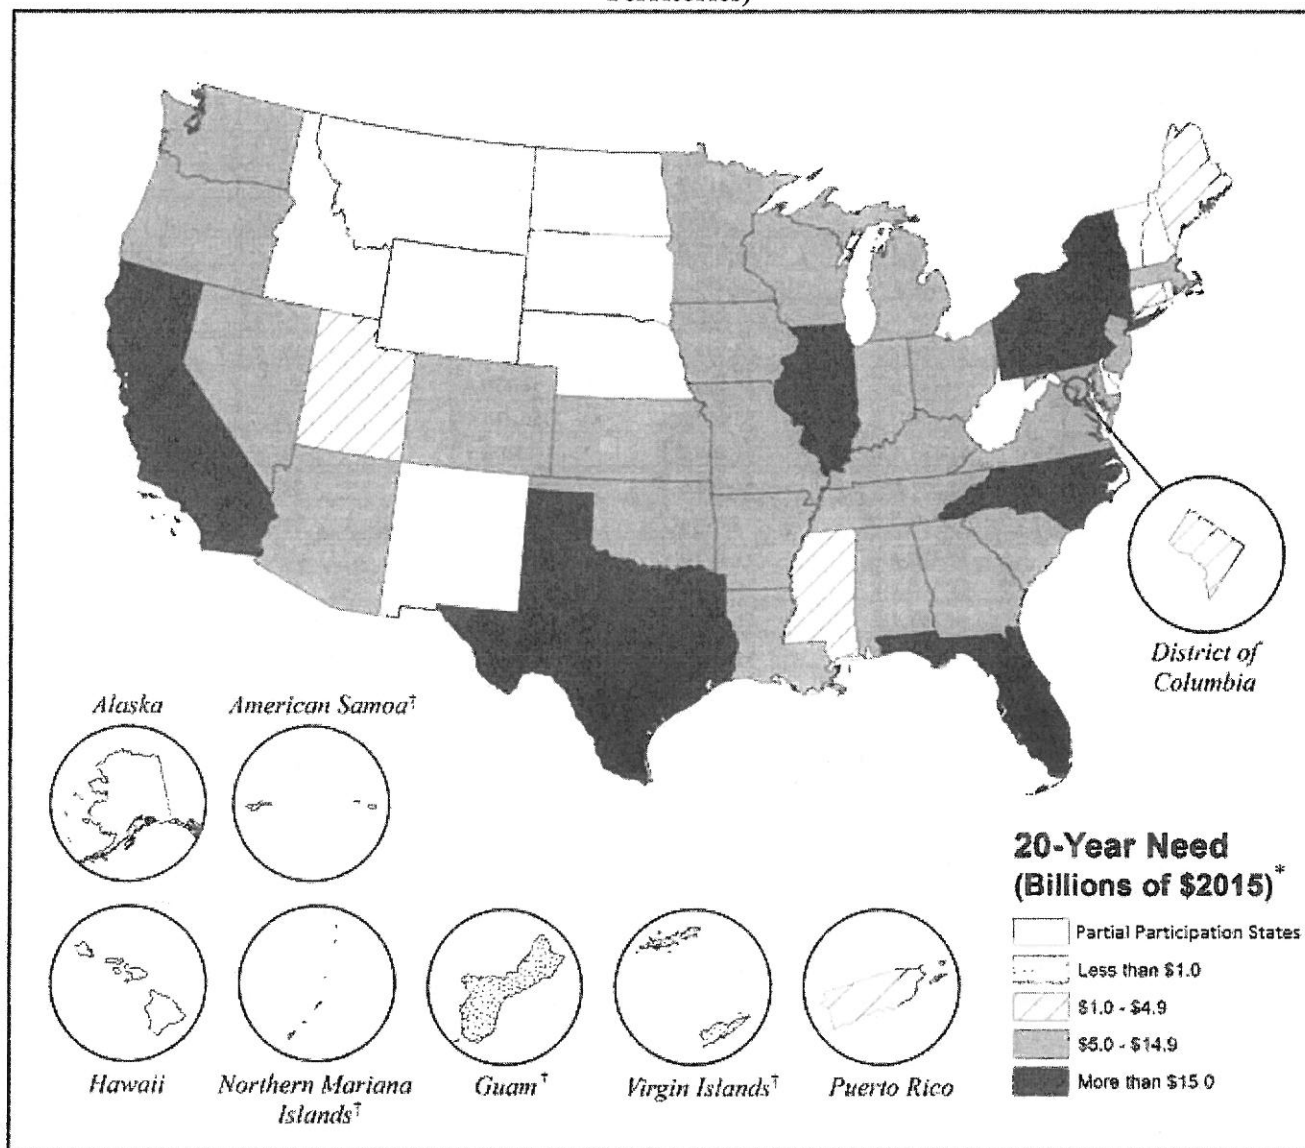 Alaska
American Samoa†
District of
Columbia
20-Year Need
(Billions of $2015)*
Partial Participation States
Less than $1.0
$1.0 - $4.9
$5.0 - $14.9
More than $15 0
Hawaii
Northern Mariana
Islands†
Guam†
Virgin Islands†
Puerto Rico